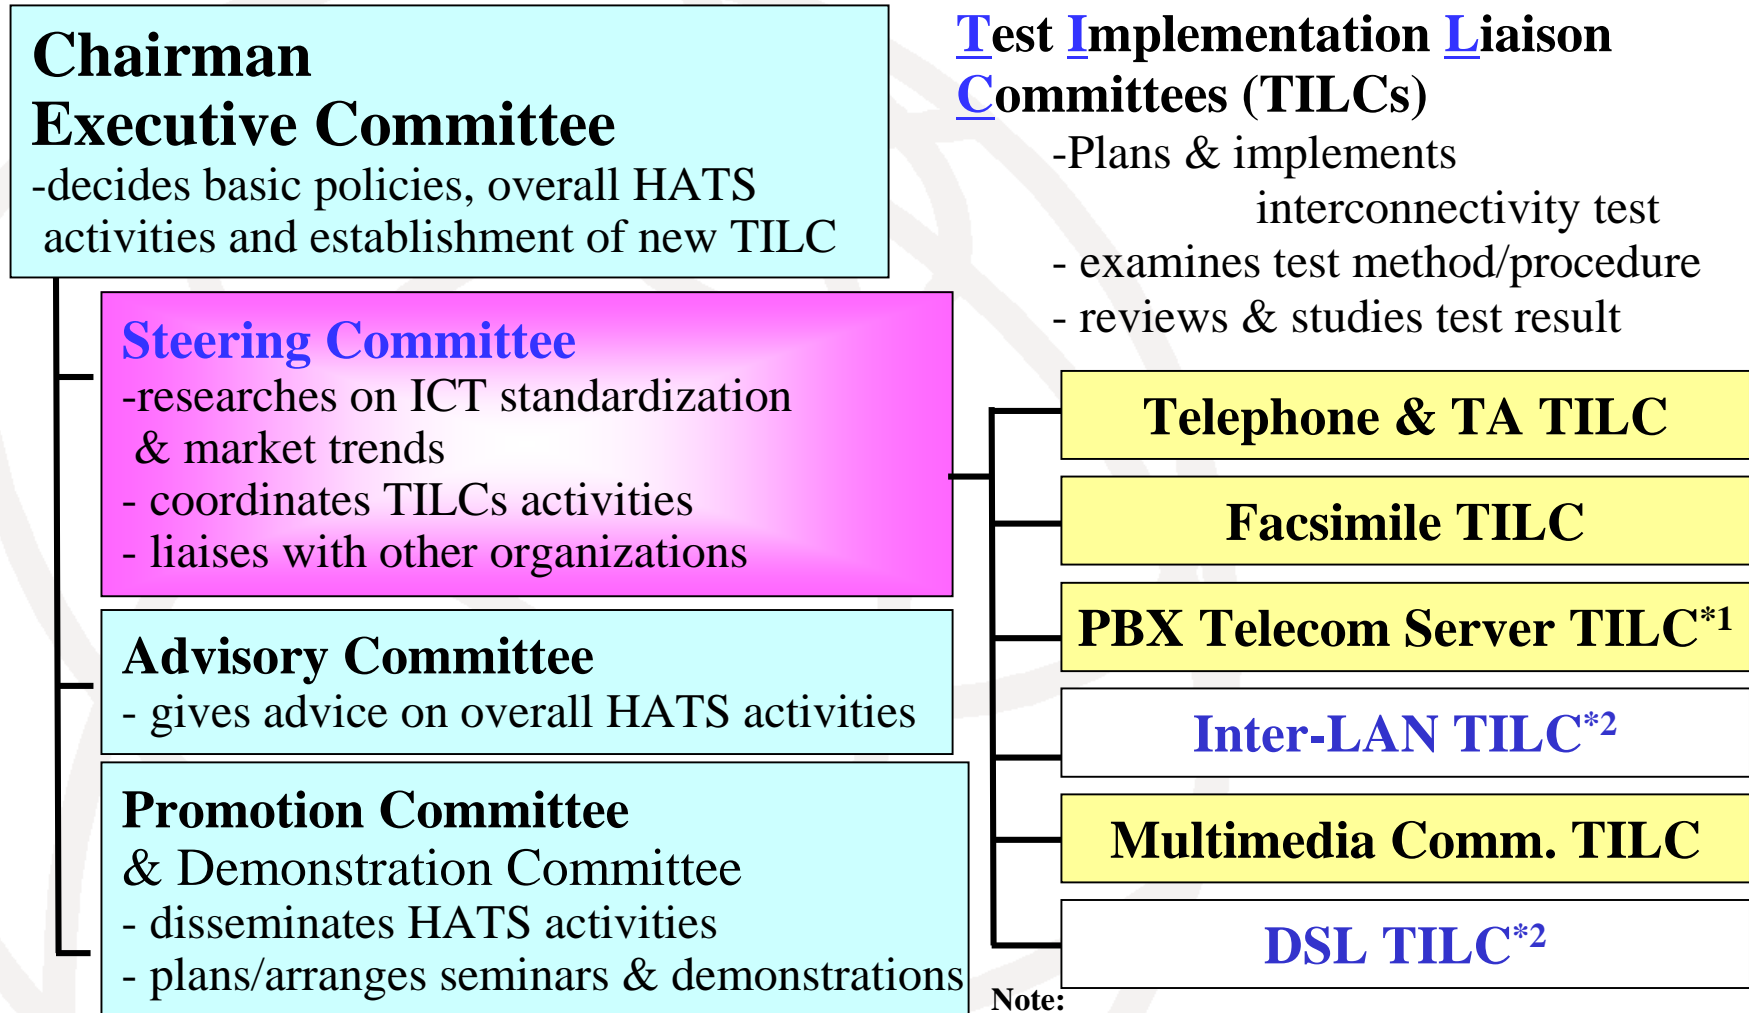 Chairman
Executive Committee
-decides basic policies, overall HATS
activities and establishment of new TILC
Steering Committee
-researches on ICT standardization
& market trends
- coordinates TILCs activities
- liaises with other organizations
Advisory Committee
- gives advice on overall HATS activities
Promotion Committee
& Demonstration Committee
- disseminates HATS activities
- plans/arranges seminars & demonstrations
Test Implementation Liaison
Committees (TILCs)
-Plans & implements
interconnectivity test
- examines test method/procedure
- reviews & studies test result
Telephone & TA TILC
Facsimile TILC
PBX Telecom Server TILC*1
Inter-LAN TILC*2
Multimedia Comm. TILC
DSL TILC*2
Note: